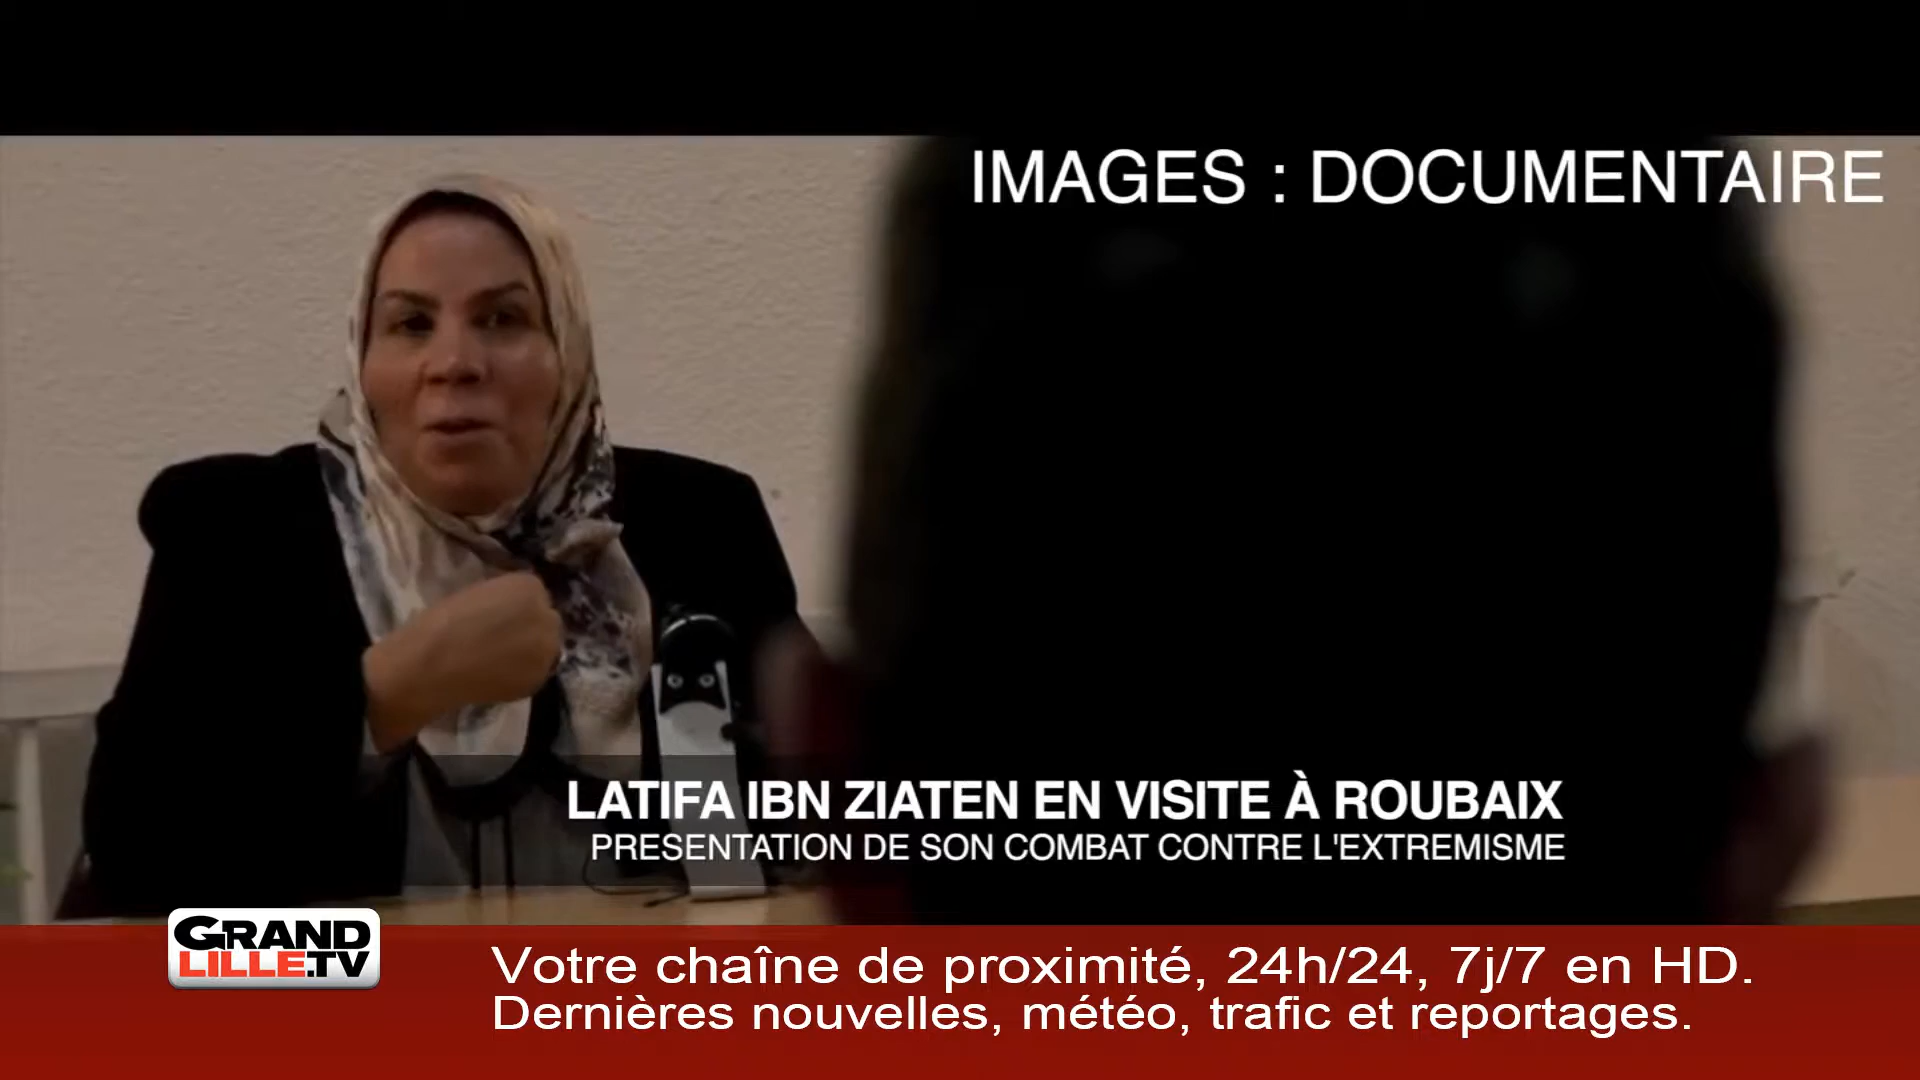 IMAGES : DOCUMENTAIRE
LATIFA IBN ZIATEN EN VISITE À ROUBAIX
PRESENTATION DE SON COMBAT CONTRE L'EXTREMISME
GRAND
LILLE.TV
Votre chaîne de proximité, 24h/24, 7j/7 en HD.
Dernières nouvelles, météo, trafic et reportages.